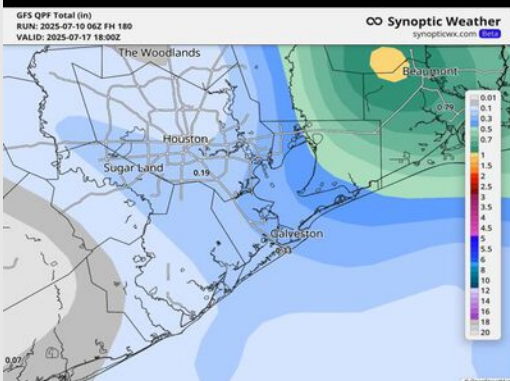 GFS QPF Total (in)
RUN: 2025-07-10 06Z FH 180
VALID: 2025-07-17 18:00Z
Synoptic Weather
synopticwx.com Beta
The Woodlands
Beaumont
0.79
Houston
Sugar Land
0.19
Galveston
0.07
0.01
0.1
0.3
0.5
0.7
1
1.5
2
2.5
3
3.5
4
4.5
5
5.5
6
8
10
12
14
16
18
20